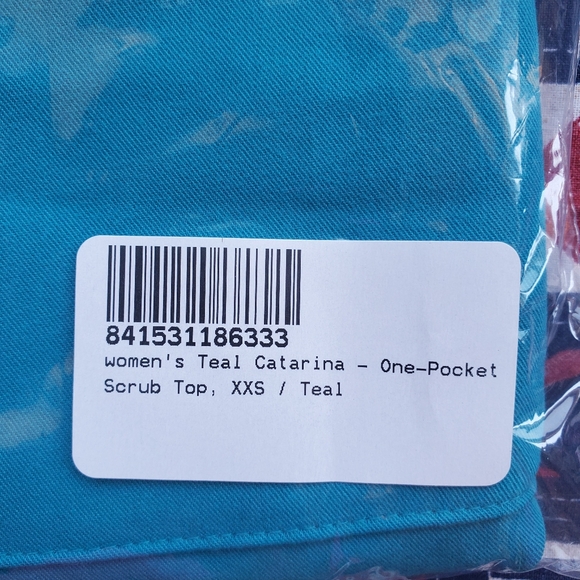 841531186333
women's Teal Catarina - One-Pocket
Scrub Top, XXS / Teal